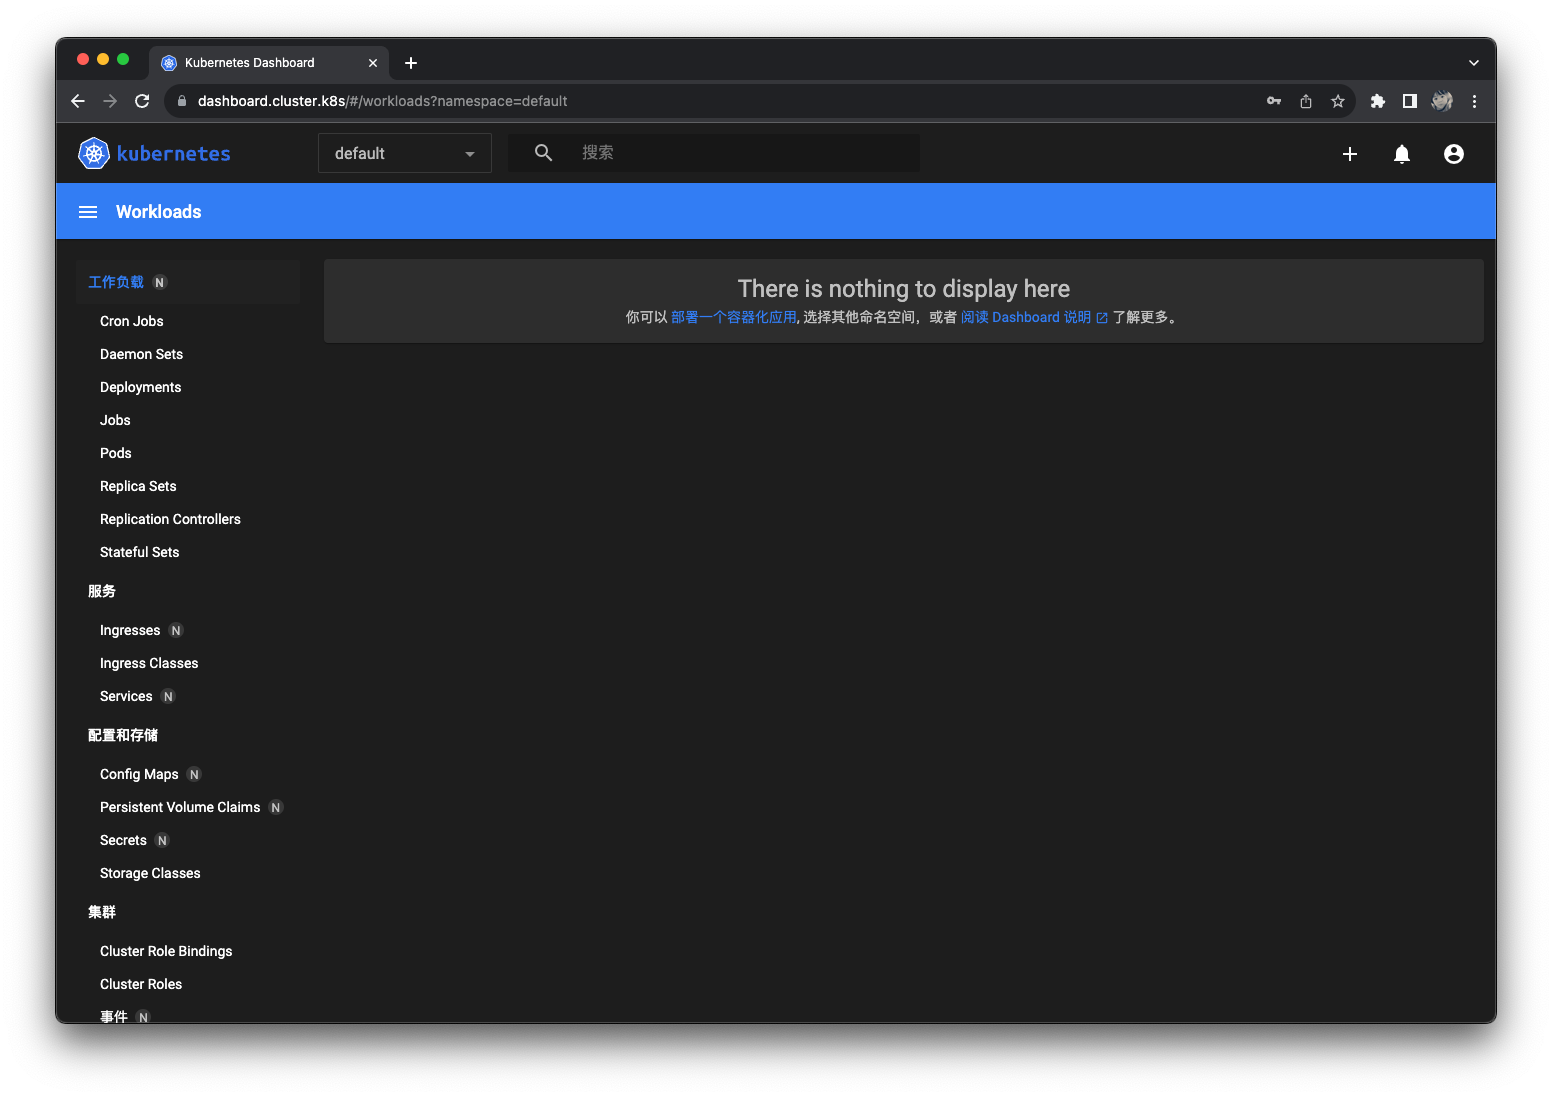 Kubernetes Dashboard
dashboard.cluster.k8s/#/workloads?namespace=default
kubernetes
default
搜索
Workloads
工作负载 N
Cron Jobs
Daemon Sets
Deployments
Jobs
Pods
Replica Sets
Replication Controllers
Stateful Sets
服务
Ingresses N
Ingress Classes
Services N
配置和存储
Config Maps N
Persistent Volume Claims N
Secrets N
Storage Classes
集群
Cluster Role Bindings
Cluster Roles
事件 N
There is nothing to display here
你可以 部署一个容器化应用, 选择其他命名空间，或者 阅读 Dashboard 说明 了解更多。